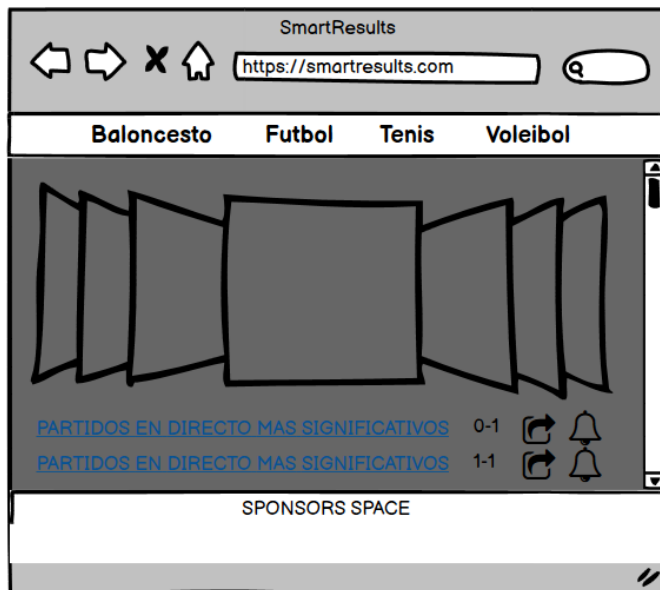 SmartResults
https://smartresults.com
Baloncesto Futbol Tenis Voleibol
PARTIDOS EN DIRECTO MAS SIGNIFICATIVOS 0-1
PARTIDOS EN DIRECTO MAS SIGNIFICATIVOS 1-1
SPONSORS SPACE